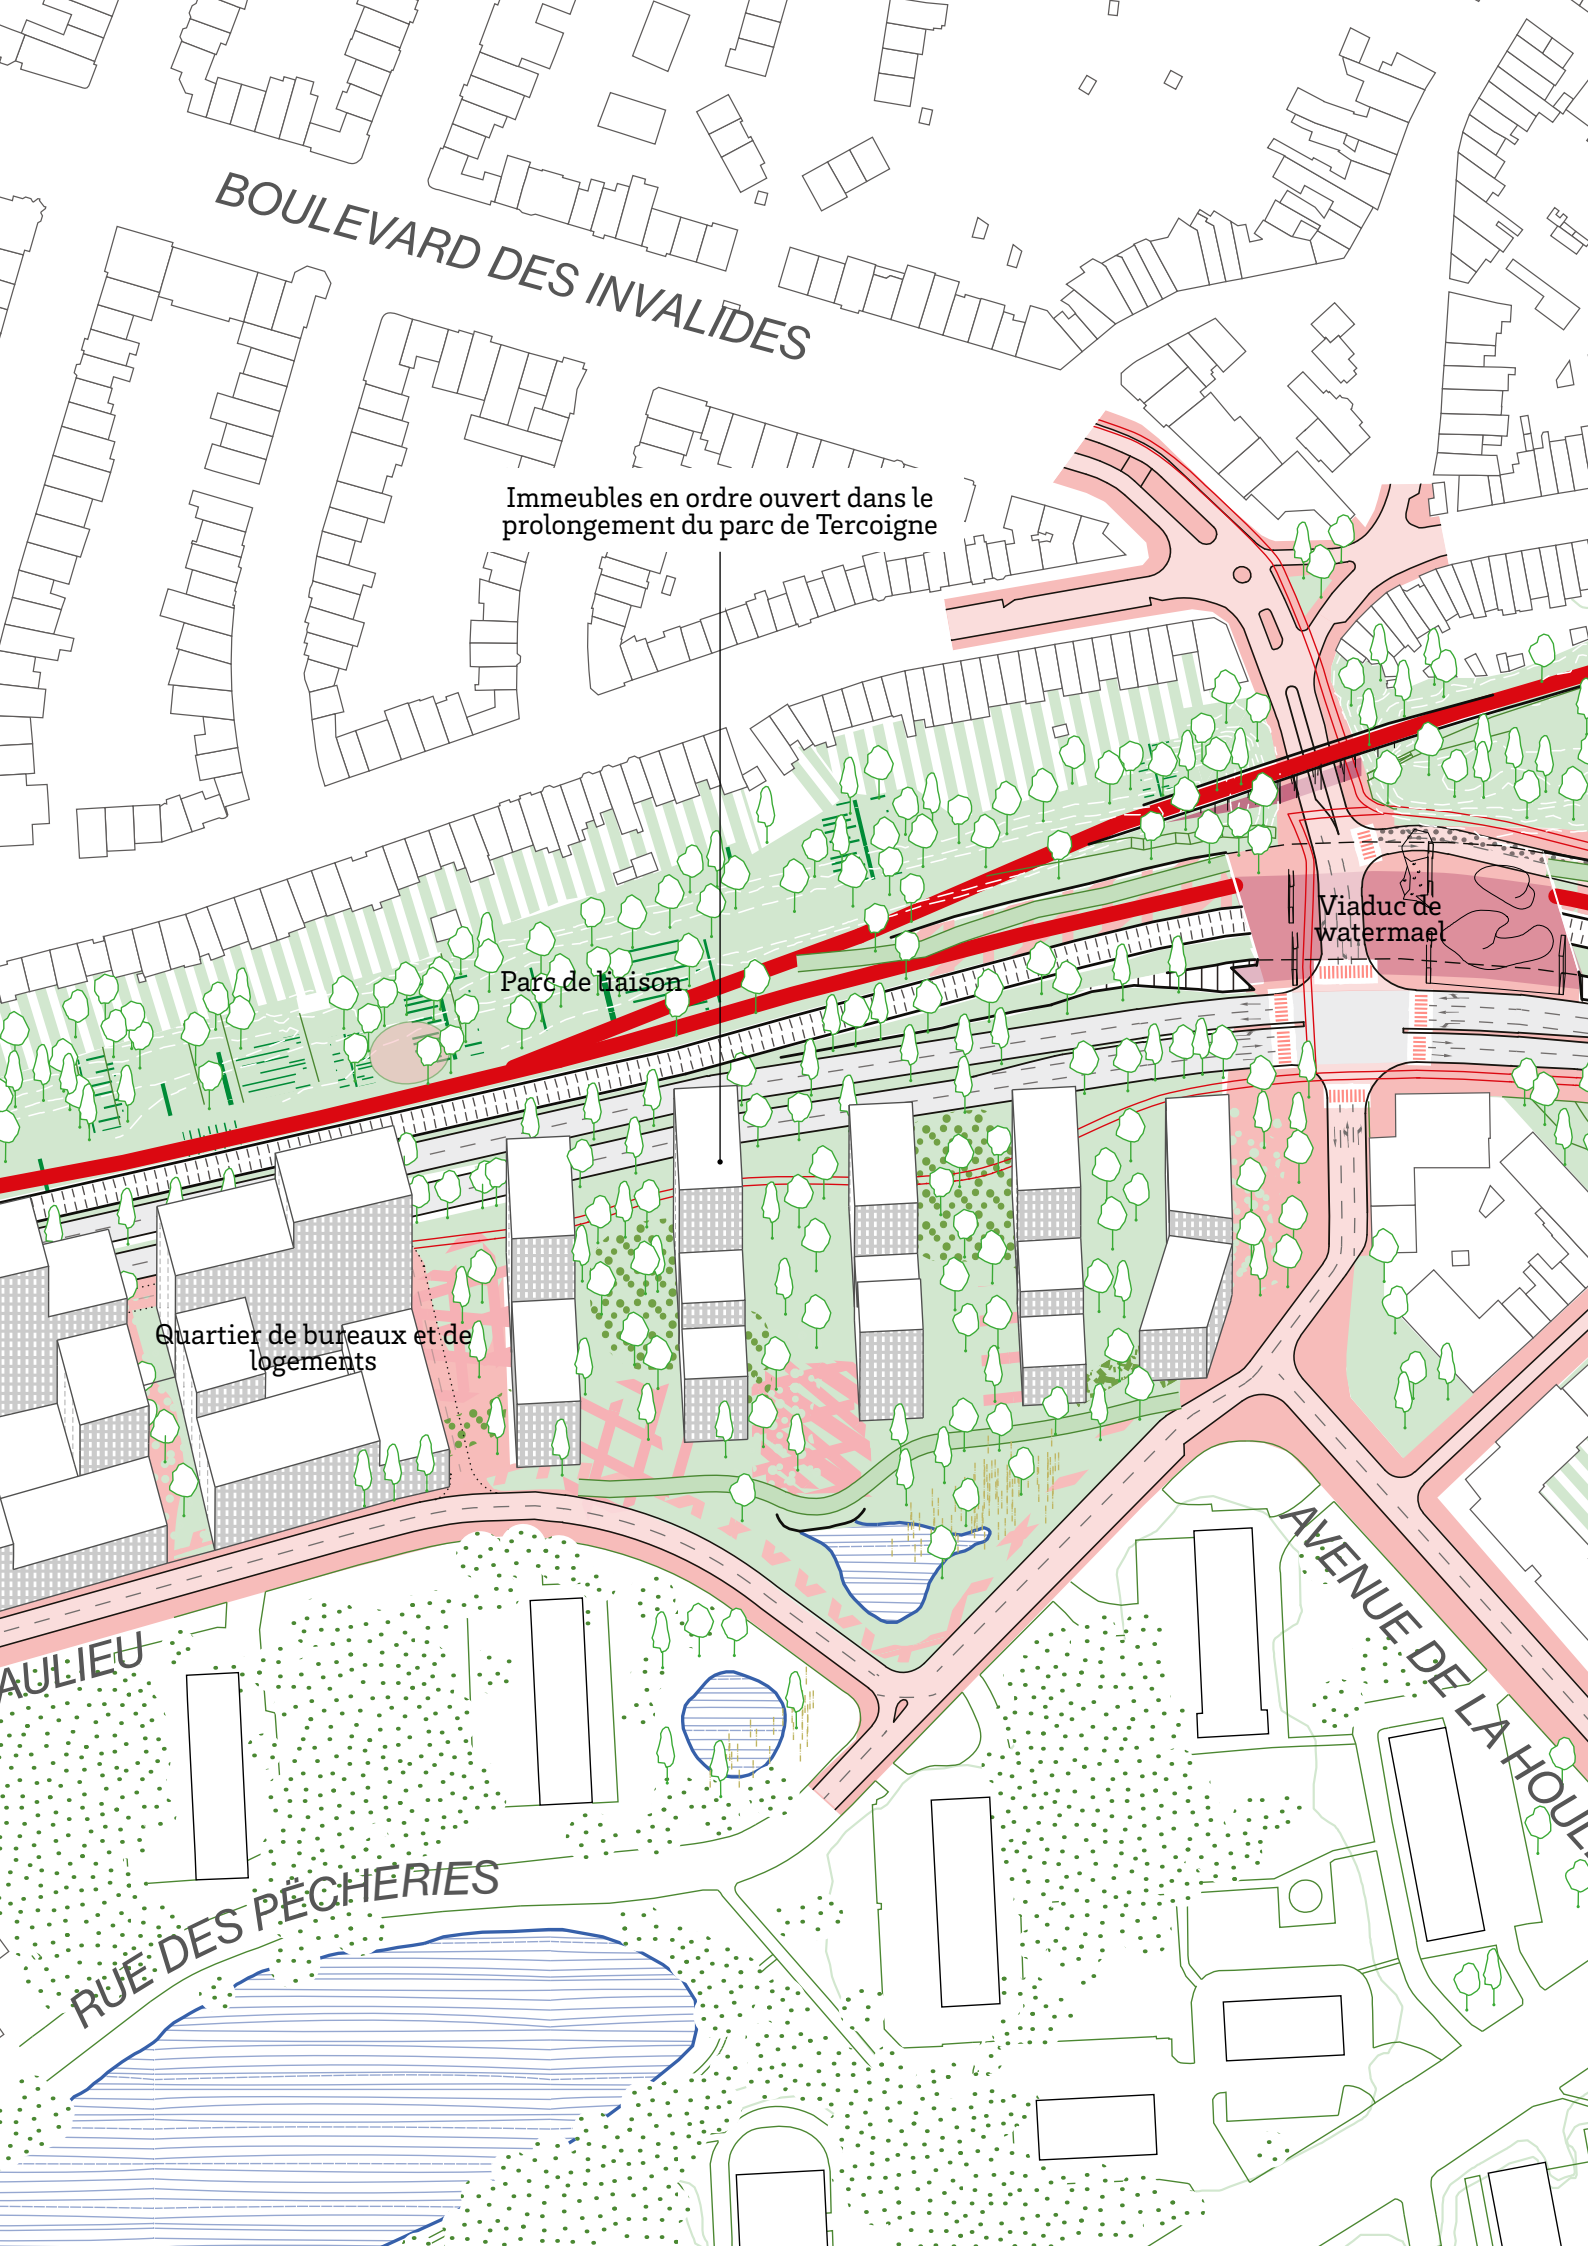 BOULEVARD DES INVALIDES
Immeubles en ordre ouvert dans le
prolongement du parc de Tercoigne
Viaduc de
watermael
Parc de liaison
Quartier de bureaux et de
logements
AVENUE DE LA HOUL
AULIEU
RUE DES PÊCHERIES